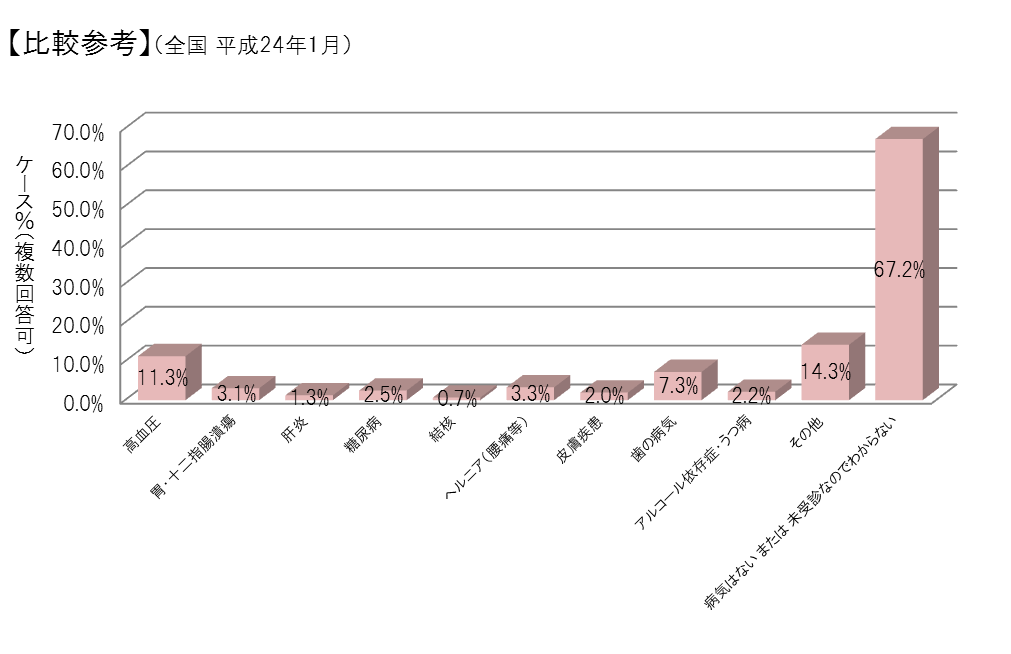 【比較参考】（全国 平成24年1月）
ケース％（複数回答可）
70.0%
60.0%
50.0%
40.0%
30.0%
20.0%
10.0%
0.0%
11.3%
3.1%
1.3%
2.5%
0.7%
3.3%
2.0%
7.3%
2.2%
14.3%
67.2%
高血圧
胃・十二指腸潰瘍
肝炎
糖尿病
結核
ヘルニア（腰痛等）
皮膚疾患
歯の病気
アルコール依存症・うつ病
その他
病気はない または 未受診なのでわからない